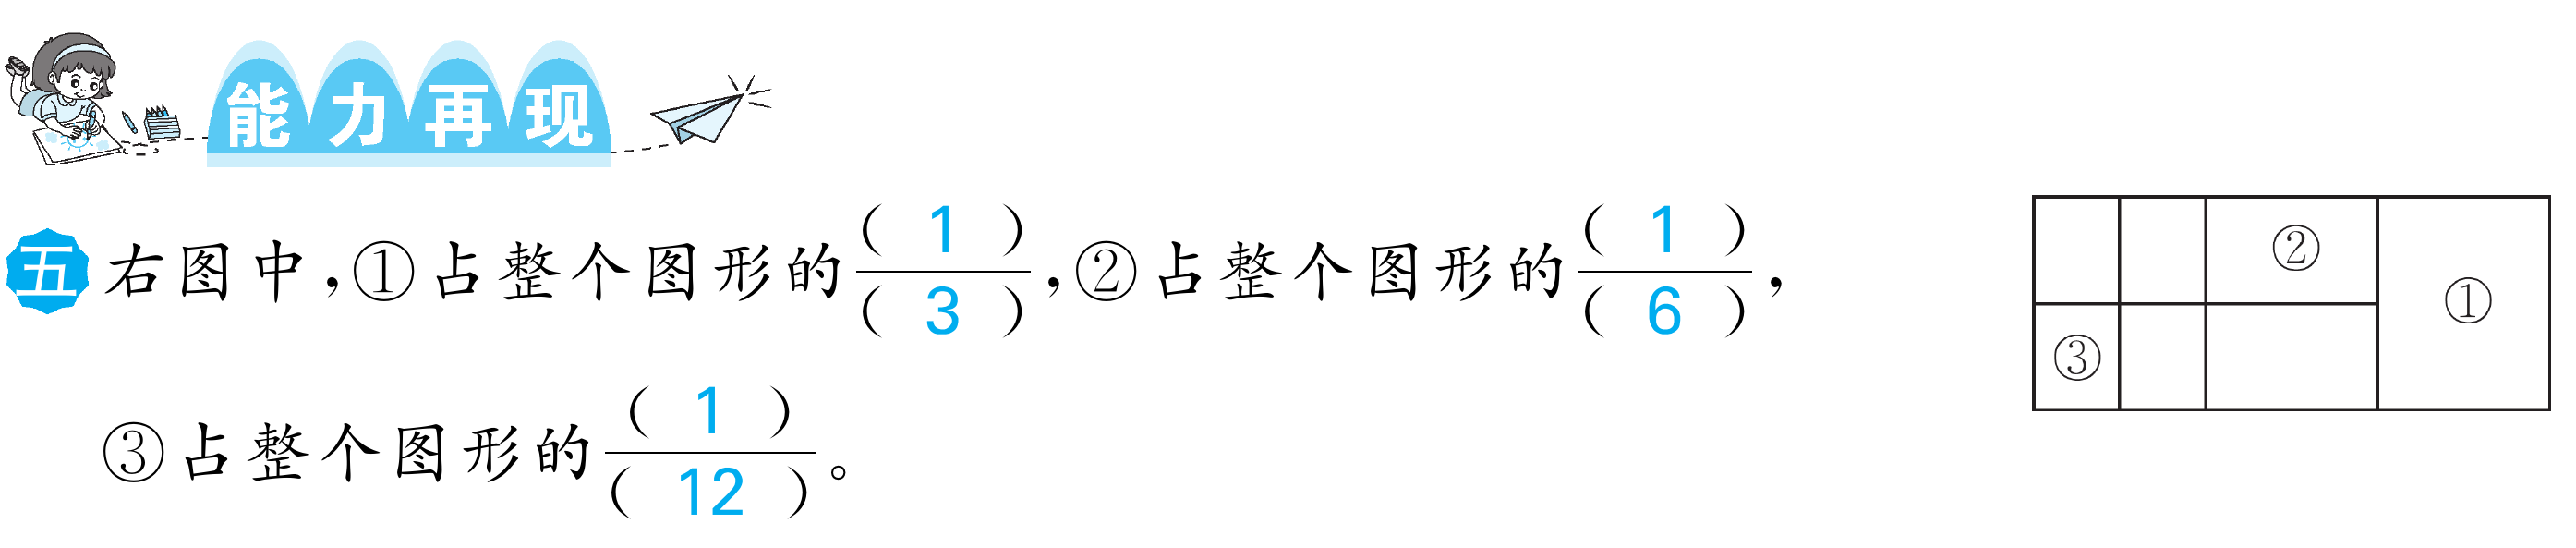 能力再现
五 右图中,①占整个图形的( 1 )/( 3 ),②占整个图形的( 1 )/( 6 ),
③占整个图形的( 1 )/( 12 )。
②
①
③